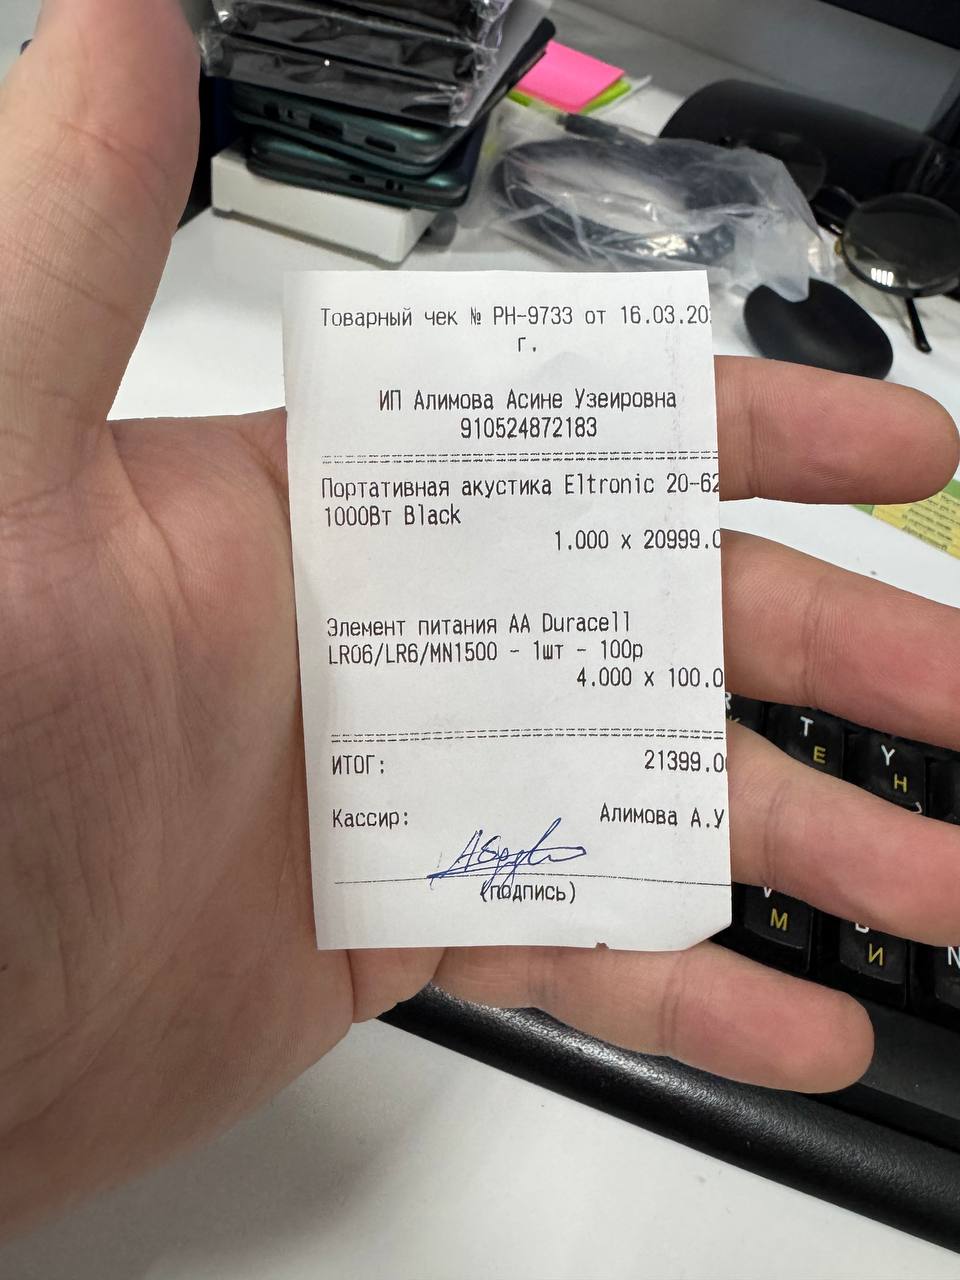 Товарный чек № РН-9733 от 16.03.20
г.
ИП Алимова Асине Узеировна
910524872183
Портативная акустика Eltronic 20-62
1000Вт Black
1.000 x 20999.0
Элемент питания AA Duracell
LR06/LR6/MN1500 - 1шт - 100р
4.000 x 100.0
ИТОГ: 21399.0
Кассир: Алимова А.У
(подпись)
R
T
Е
Y
Н
М
И
N